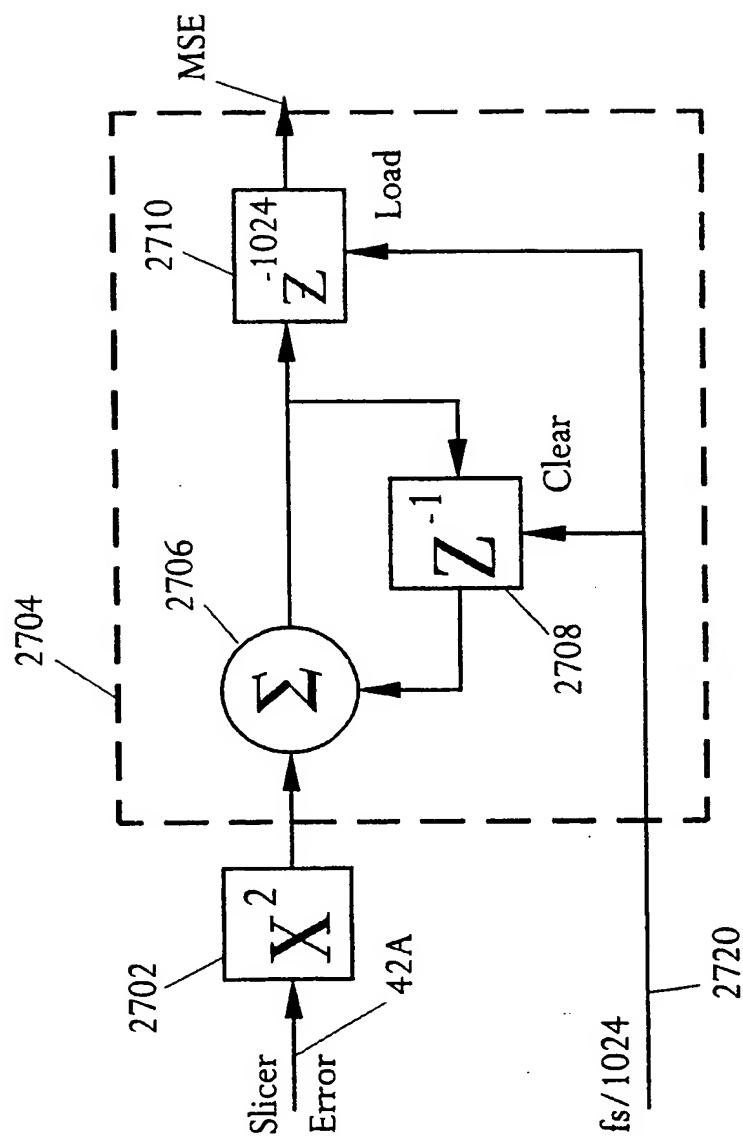 2704
2702
2706
2710
MSE
X²
Σ
Z⁻¹⁰²⁴
Slicer
Error
42A
Z⁻¹
2708
Clear
Load
fs/1024
2720